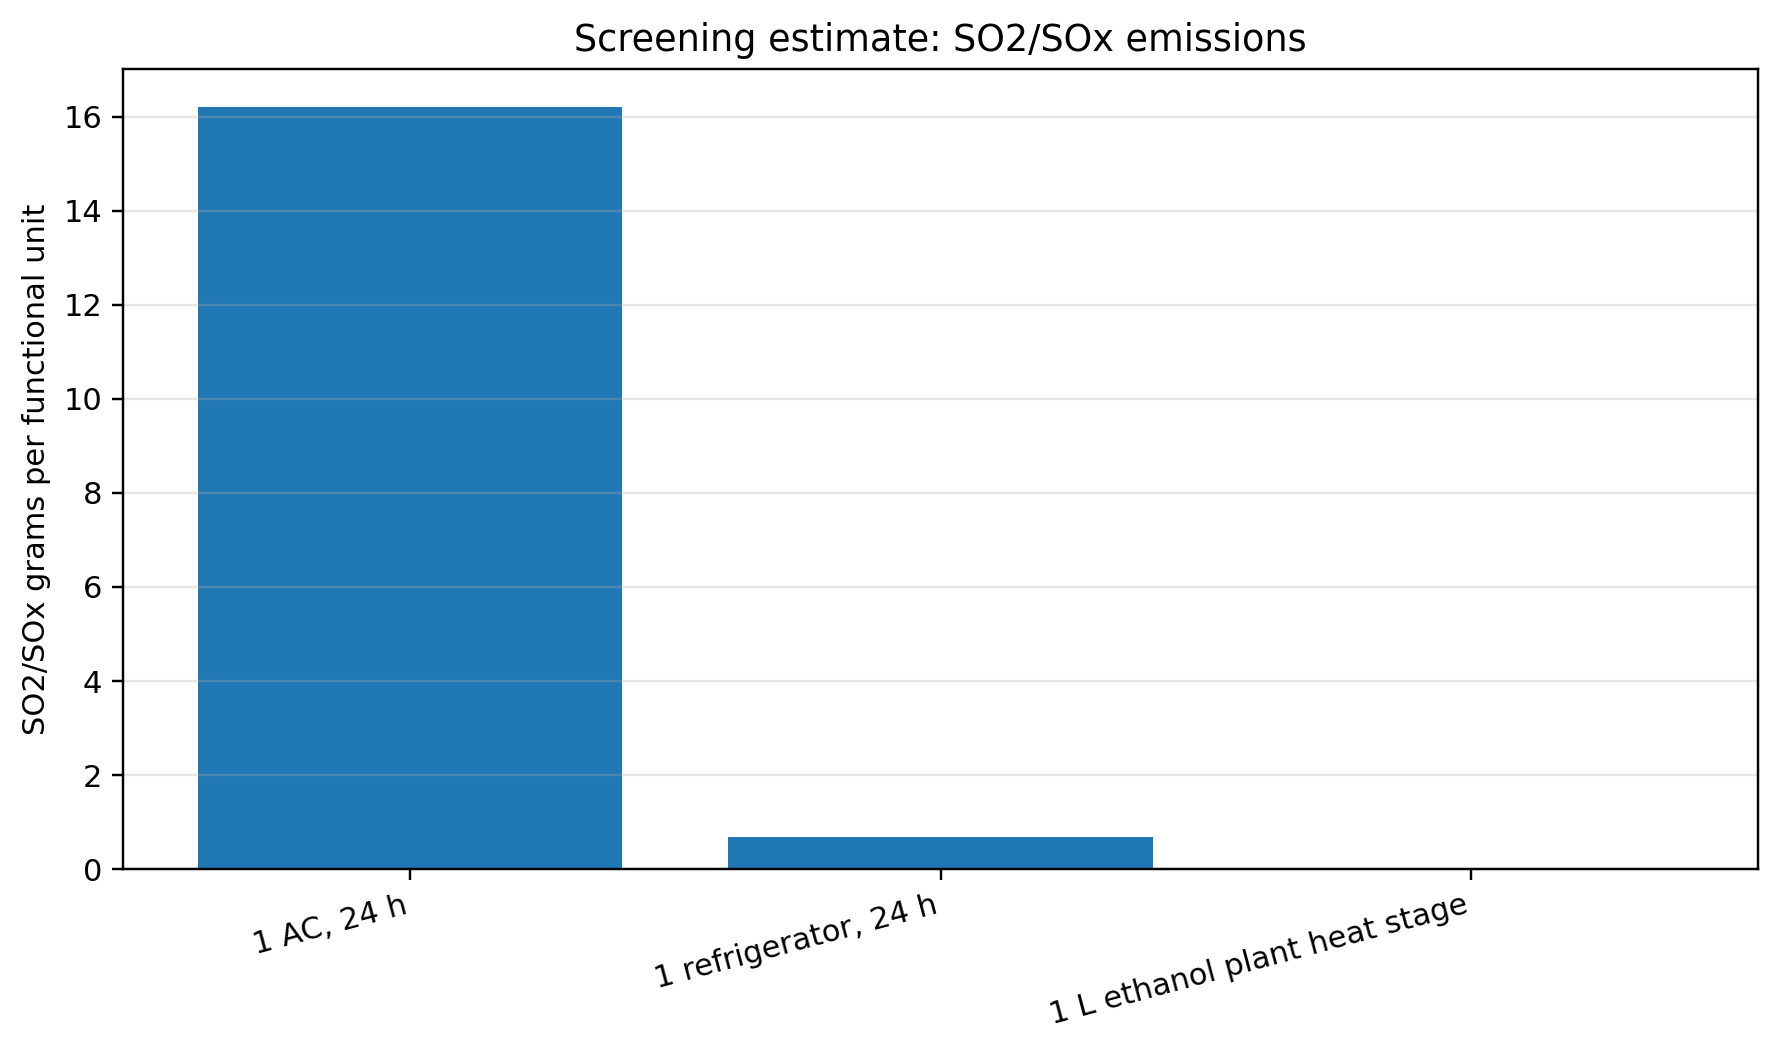 Screening estimate: SO2/SOx emissions
SO2/SOx grams per functional unit
16
14
12
10
8
6
4
2
0
1 AC, 24 h
1 refrigerator, 24 h
1 L ethanol plant heat stage